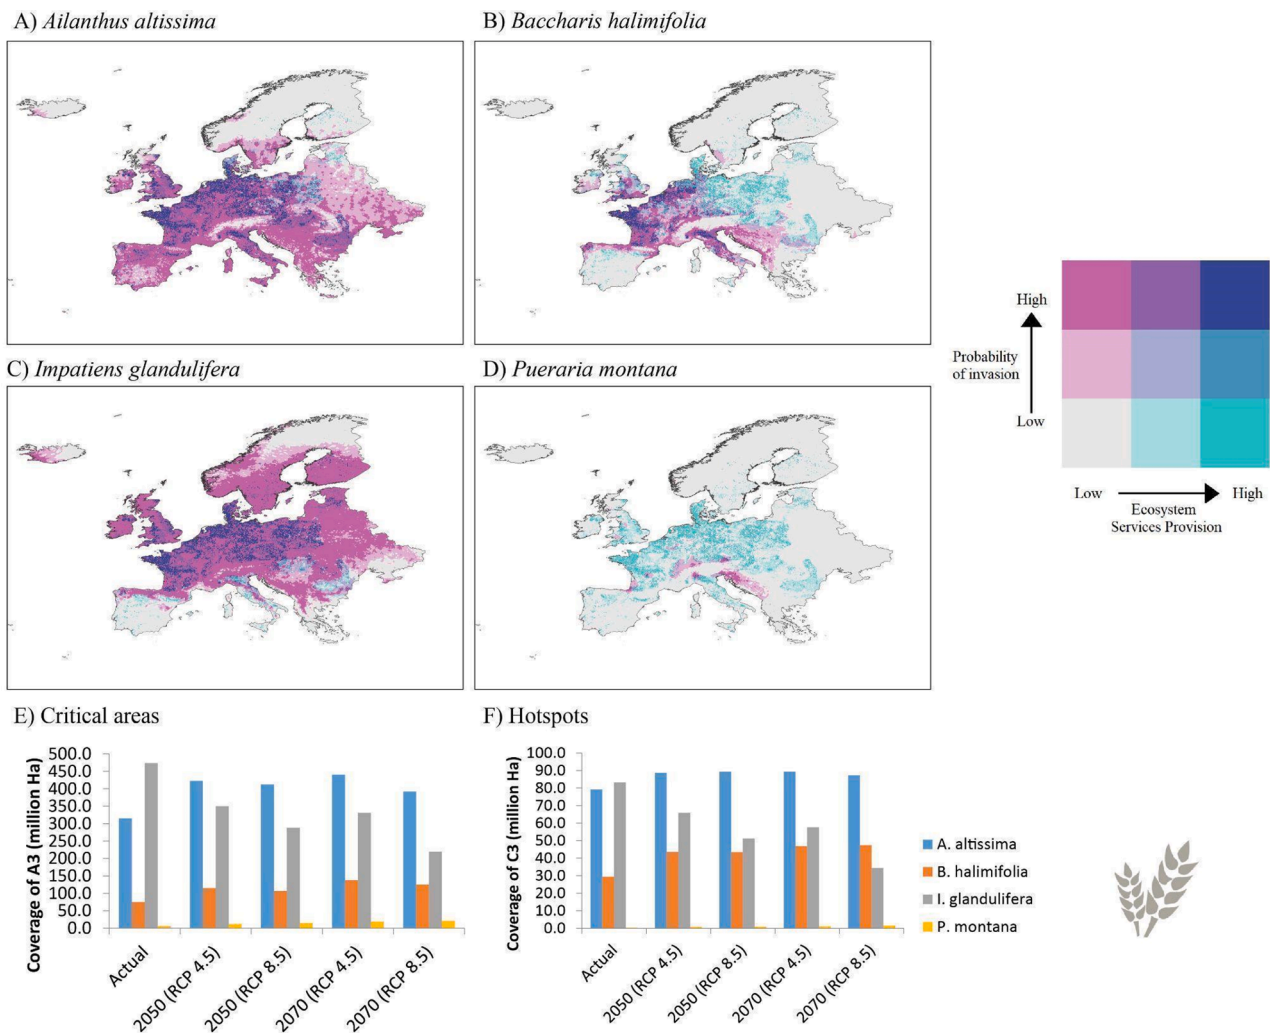 A) Ailanthus altissima
B) Baccharis halimifolia
C) Impatiens glandulifera
D) Pueraria montana
High
Probability
of invasion
Low
Low
High
Ecosystem
Services Provision
E) Critical areas
Coverage of A3 (million Ha)
500.0
450.0
400.0
350.0
300.0
250.0
200.0
150.0
100.0
50.0
0.0
Actual
2050 (RCP 4.5)
2050 (RCP 8.5)
2070 (RCP 4.5)
2070 (RCP 8.5)
F) Hotspots
Coverage of C3 (million Ha)
100.0
90.0
80.0
70.0
60.0
50.0
40.0
30.0
20.0
10.0
0.0
Actual
2050 (RCP 4.5)
2050 (RCP 8.5)
2070 (RCP 4.5)
2070 (RCP 8.5)
A. altissima
B. halimifolia
I. glandulifera
P. montana